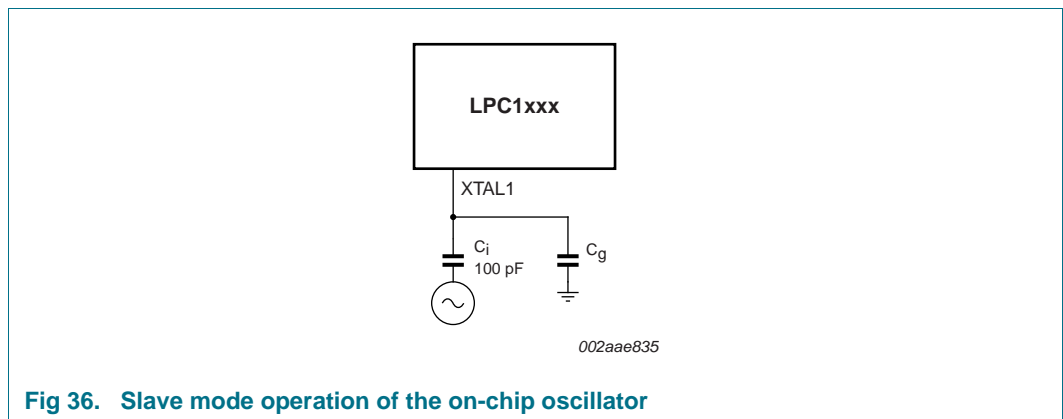 LPC1xxx
XTAL1
Ci
100 pF
Cg
002aae835
Fig 36. Slave mode operation of the on-chip oscillator